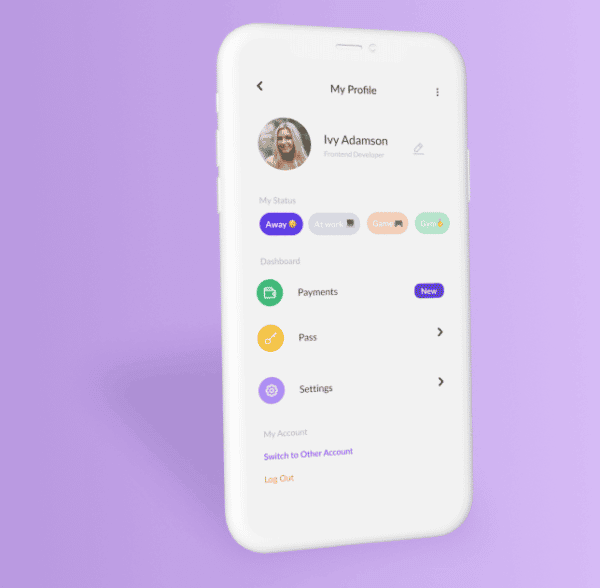 My Profile
Ivy Adamson
Frontend Developer
My Status
Away
At work
Game
Dashboard
Payments
New
Pass
Settings
My Account
Switch to Other Account
Log Out